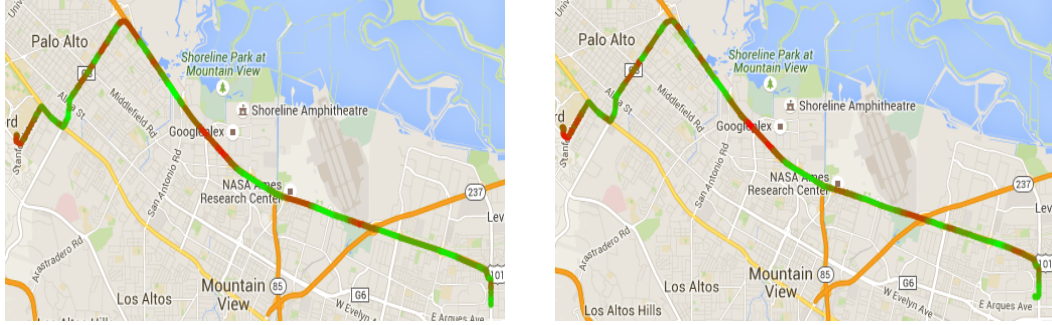 Palo Alto
Shoreline Park at
Mountain View
Alma St
Middlefield Rd
Shoreline Amphitheatre
Googleplex
San Antonio Rd
NASA Ames
Research Center
237
Arastradero Rd
101
Mountain
View
85
G6
W Evelyn Ave
Los Altos
E Arques Ave
Palo Alto
Shoreline Park at
Mountain View
Alma St
Middlefield Rd
Shoreline Amphitheatre
Googleplex
San Antonio Rd
NASA Ames
Research Center
237
Arastradero Rd
101
Mountain
View
85
G6
W Evelyn Ave
Los Altos
Los Altos Hills
E Arques Ave